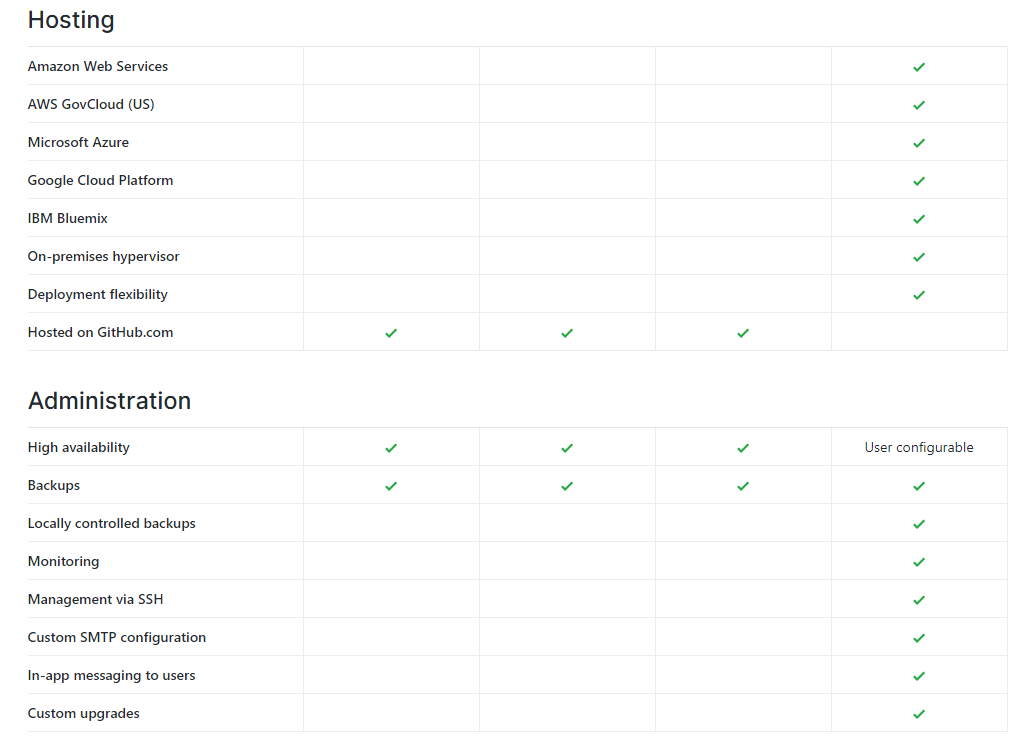 Hosting
Amazon Web Services
AWS GovCloud (US)
Microsoft Azure
Google Cloud Platform
IBM Bluemix
On-premises hypervisor
Deployment flexibility
Hosted on GitHub.com
Administration
High availability User configurable
Backups
Locally controlled backups
Monitoring
Management via SSH
Custom SMTP configuration
In-app messaging to users
Custom upgrades